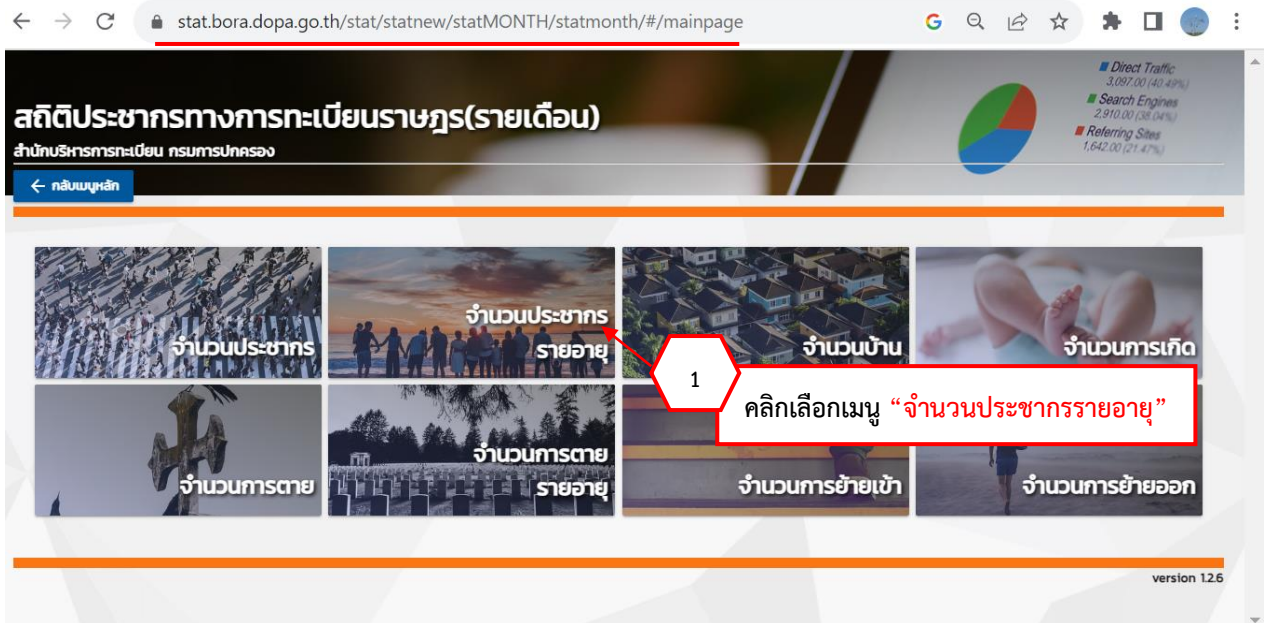 stat.bora.dopa.go.th/stat/statnew/statMONTH/statmonth/#/mainpage
Direct Traffic
3,097.00 (40.49%)
Search Engines
2,910.00 (38.04%)
Referring Sites
1,642.00 (21.47%)
สถิติประชากรทางการทะเบียนราษฎร(รายเดือน)
สำนักบริหารการทะเบียน กรมการปกครอง
← กลับเมนูหลัก
จำนวนประชากร
จำนวนประชากร
รายอายุ
จำนวนบ้าน
จำนวนการเกิด
1
คลิกเลือกเมนู “จำนวนประชากรรายอายุ”
จำนวนการตาย
จำนวนการตาย
รายอายุ
จำนวนการย้ายเข้า
จำนวนการย้ายออก
version 1.2.6